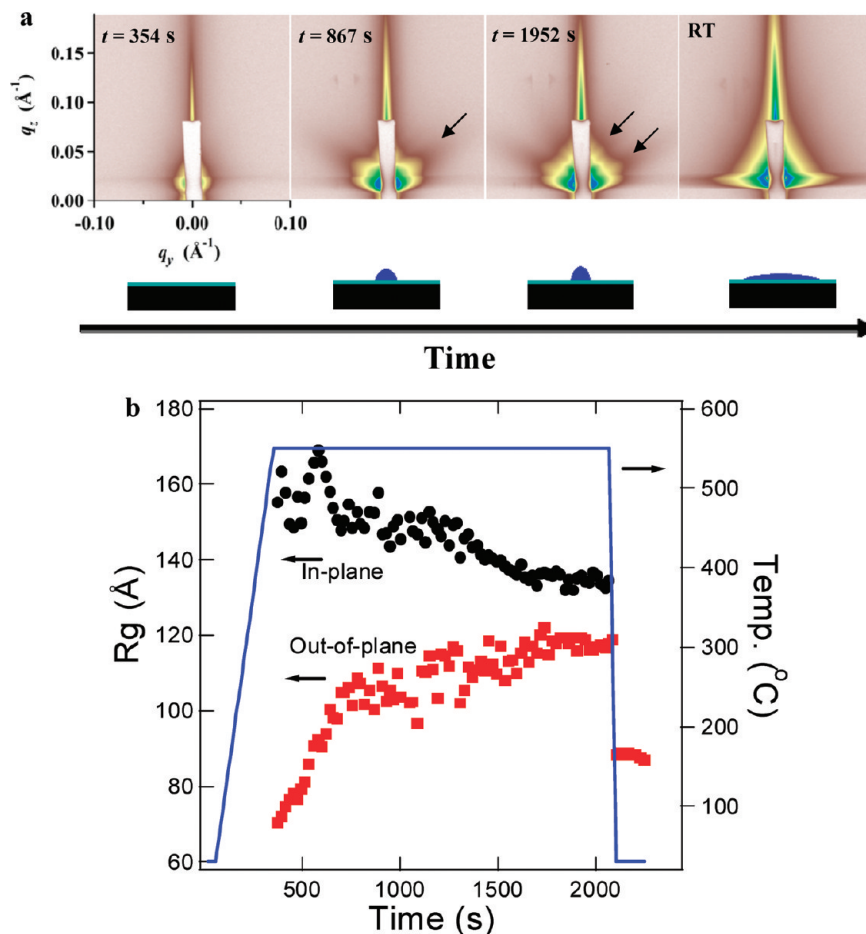 a
t = 354 s
t = 867 s
t = 1952 s
RT
0.15
0.10
0.05
0.00
qz (Å-1)
-0.10
0.00
0.10
qy (Å-1)
Time
b
180
160
140
120
100
80
60
Rg (Å)
In-plane
Out-of-plane
600
500
400
300
200
100
Temp. (oC)
500
1000
1500
2000
Time (s)